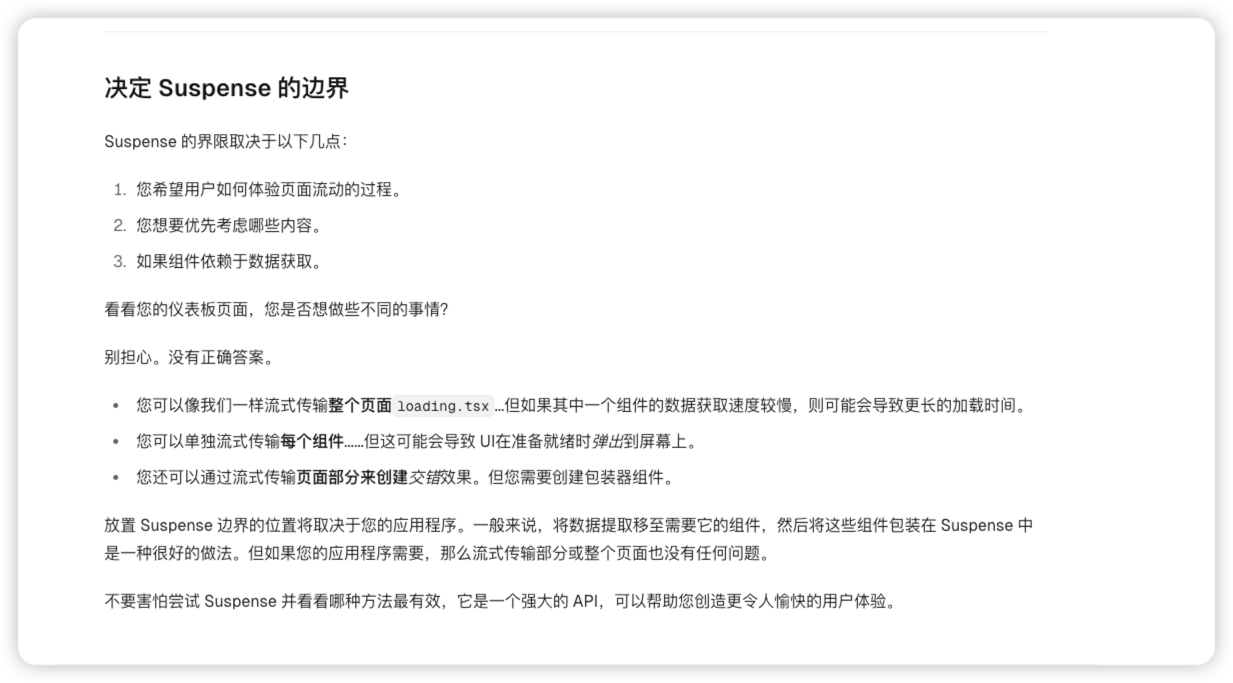 决定 Suspense 的边界
Suspense 的界限取决于以下几点：
1. 您希望用户如何体验页面流动的过程。
2. 您想要优先考虑哪些内容。
3. 如果组件依赖于数据获取。
看看您的仪表板页面，您是否想做些不同的事情？
别担心。没有正确答案。
• 您可以像我们一样流式传输整个页面 loading.tsx …但如果其中一个组件的数据获取速度较慢，则可能会导致更长的加载时间。
• 您可以单独流式传输每个组件……但这可能会导致 UI在准备就绪时弹出到屏幕上。
• 您还可以通过流式传输页面部分来创建交错效果。但您需要创建包装器组件。
放置 Suspense 边界的位置将取决于您的应用程序。一般来说，将数据提取移至需要它的组件，然后将这些组件包装在 Suspense 中
是一种很好的做法。但如果您的应用程序需要，那么流式传输部分或整个页面也没有任何问题。
不要害怕尝试 Suspense 并看看哪种方法最有效，它是一个强大的 API，可以帮助您创造更令人愉快的用户体验。